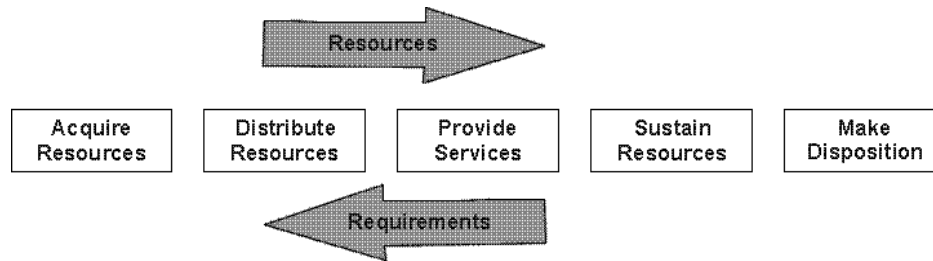 Resources
Acquire
Resources
Distribute
Resources
Provide
Services
Sustain
Resources
Make
Disposition
Requirements